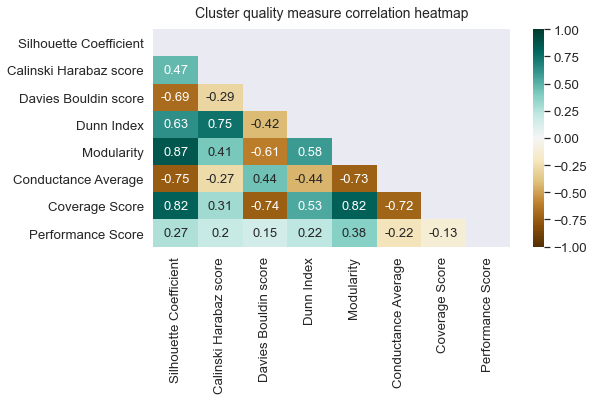 Cluster quality measure correlation heatmap
Silhouette Coefficient
Calinski Harabaz score 0.47
Davies Bouldin score -0.69 -0.29
Dunn Index 0.63 0.75 -0.42
Modularity 0.87 0.41 -0.61 0.58
Conductance Average -0.75 -0.27 0.44 -0.44 -0.73
Coverage Score 0.82 0.31 -0.74 0.53 0.82 -0.72
Performance Score 0.27 0.2 0.15 0.22 0.38 -0.22 -0.13
Silhouette Coefficient
Calinski Harabaz score
Davies Bouldin score
Dunn Index
Modularity
Conductance Average
Coverage Score
Performance Score
1.00
0.75
0.50
0.25
0.00
−0.25
−0.50
−0.75
−1.00